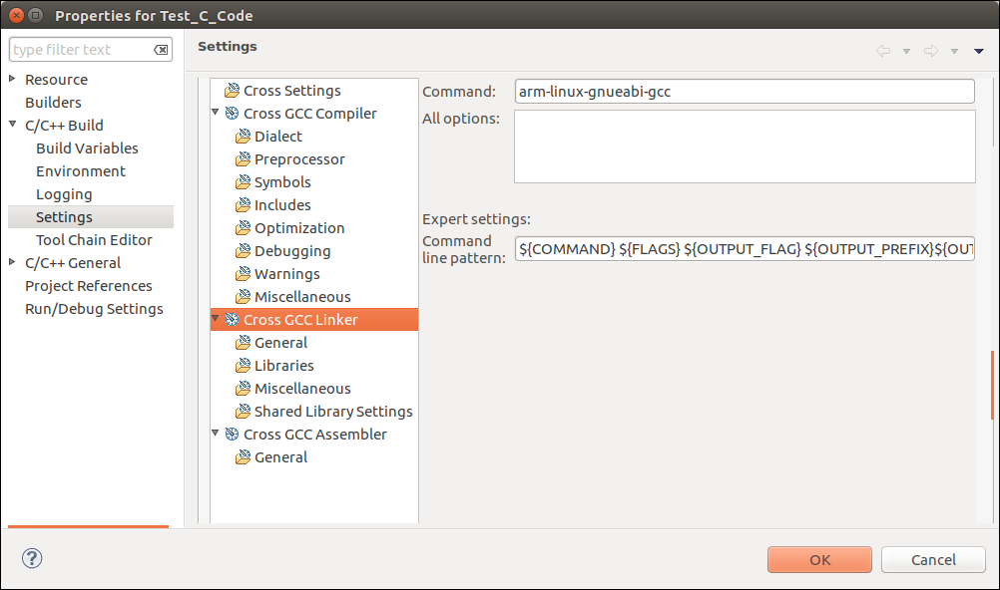 Properties for Test_C_Code
type filter text
Resource
Builders
C/C++ Build
Build Variables
Environment
Logging
Settings
Tool Chain Editor
C/C++ General
Project References
Run/Debug Settings
Settings
Cross Settings
Cross GCC Compiler
Dialect
Preprocessor
Symbols
Includes
Optimization
Debugging
Warnings
Miscellaneous
Cross GCC Linker
General
Libraries
Miscellaneous
Shared Library Settings
Cross GCC Assembler
General
Command: arm-linux-gnueabi-gcc
All options:
Expert settings:
Command
line pattern: ${COMMAND} ${FLAGS} ${OUTPUT_FLAG} ${OUTPUT_PREFIX}${OUT
?
OK Cancel